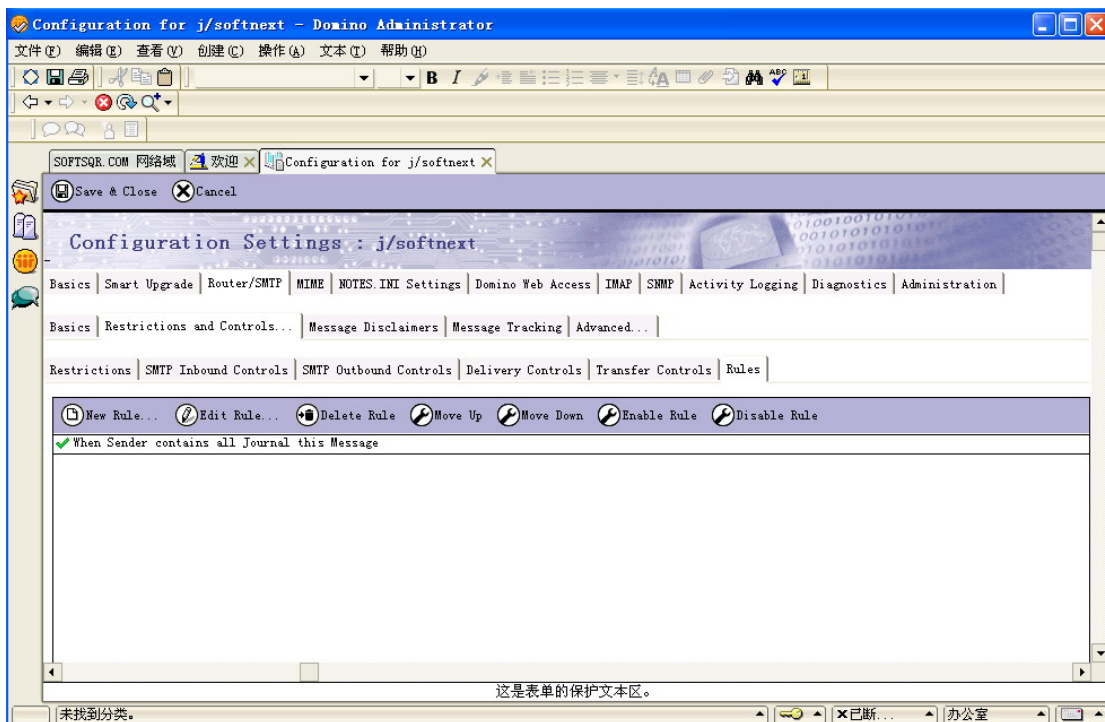 Configuration for j/softnext - Domino Administrator
文件(F) 编辑(E) 查看(V) 创建(C) 操作(A) 文本(T) 帮助(H)
SOFTSQR.COM 网络域 欢迎 Configuration for j/softnext
Save & Close Cancel
Configuration Settings : j/softnext
Basics Smart Upgrade Router/SMTP MIME NOTES.INI Settings Domino Web Access IMAP SNMP Activity Logging Diagnostics Administration
Basics Restrictions and Controls... Message Disclaimers Message Tracking Advanced...
Restrictions SMTP Inbound Controls SMTP Outbound Controls Delivery Controls Transfer Controls Rules
New Rule... Edit Rule... Delete Rule Move Up Move Down Enable Rule Disable Rule
When Sender contains all Journal this Message
这是表单的保护文本区。
未找到分类。 已断... 办公室